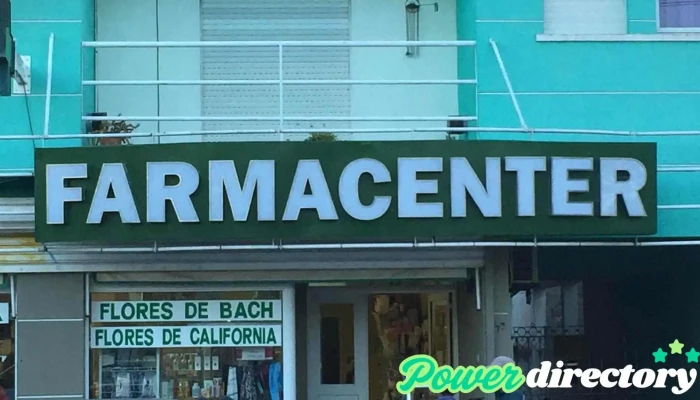 FARMACENTER
FLORES DE BACH
FLORES DE CALIFORNIA
Powerdirectory